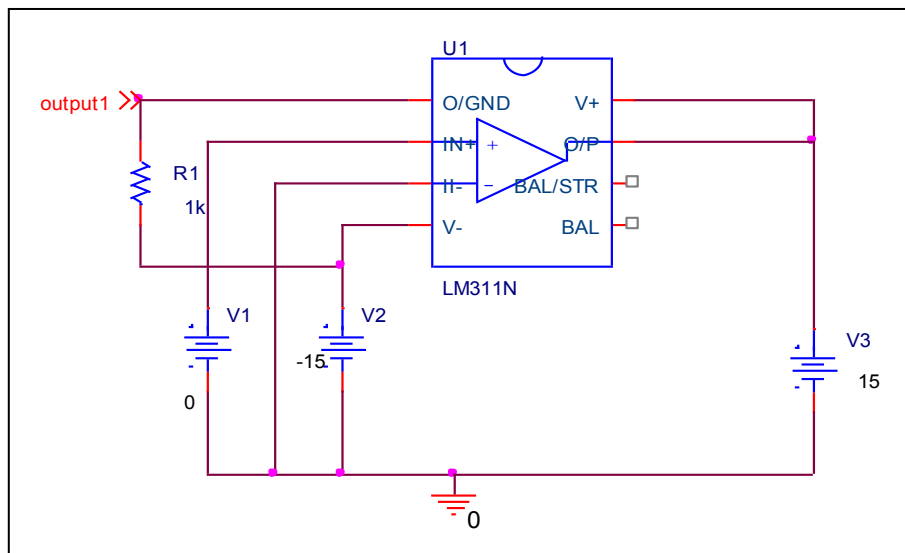 U1
output1
O/GND
V+
IN+
+
O/P
R1
1k
II-
−
BAL/STR
V-
BAL
LM311N
V1
V2
V3
-15
15
0
0